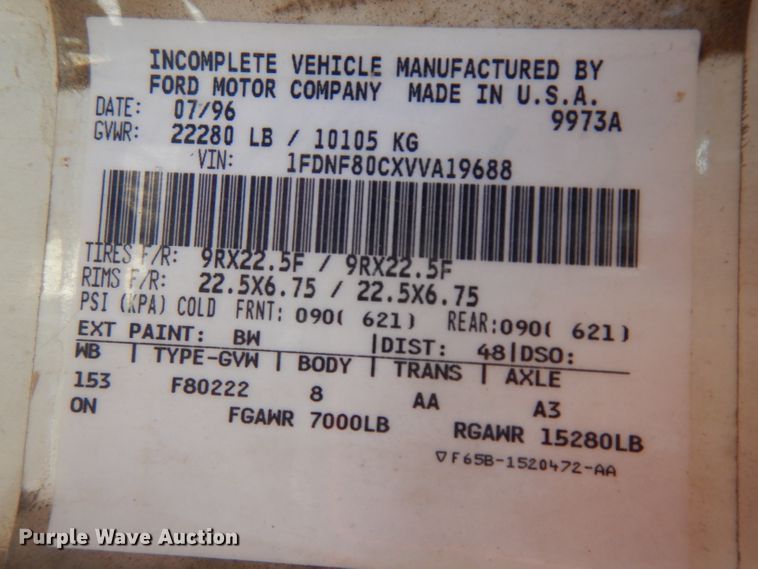 INCOMPLETE VEHICLE MANUFACTURED BY
FORD MOTOR COMPANY MADE IN U.S.A.
DATE: 07/96 9973A
GVWR: 22280 LB / 10105 KG
VIN: 1FDNF80CXVVA19688
TIRES F/R: 9RX22.5F / 9RX22.5F
RIMS F/R: 22.5X6.75 / 22.5X6.75
PSI (KPA) COLD FRNT: 090( 621) REAR:090( 621)
EXT PAINT: BW |DIST: 48|DSO:
WB | TYPE-GVW | BODY | TRANS | AXLE
153 F80222 8 AA A3
ON FGAWR 7000LB RGAWR 15280LB
▽F65B-1520472-AA
Purple Wave Auction